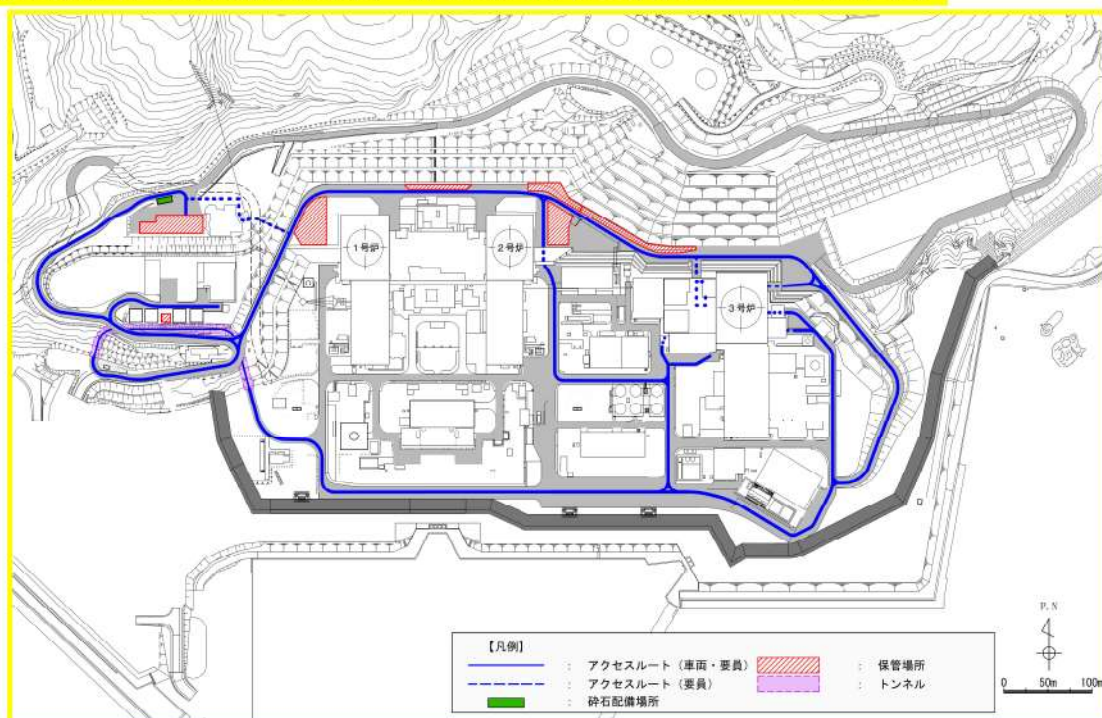 1号炉
2号炉
3号炉
P.N
【凡例】
： アクセスルート（車両・要員）
： 保管場所
： アクセスルート（要員）
： トンネル
： 砕石配備場所
0 50m 100m